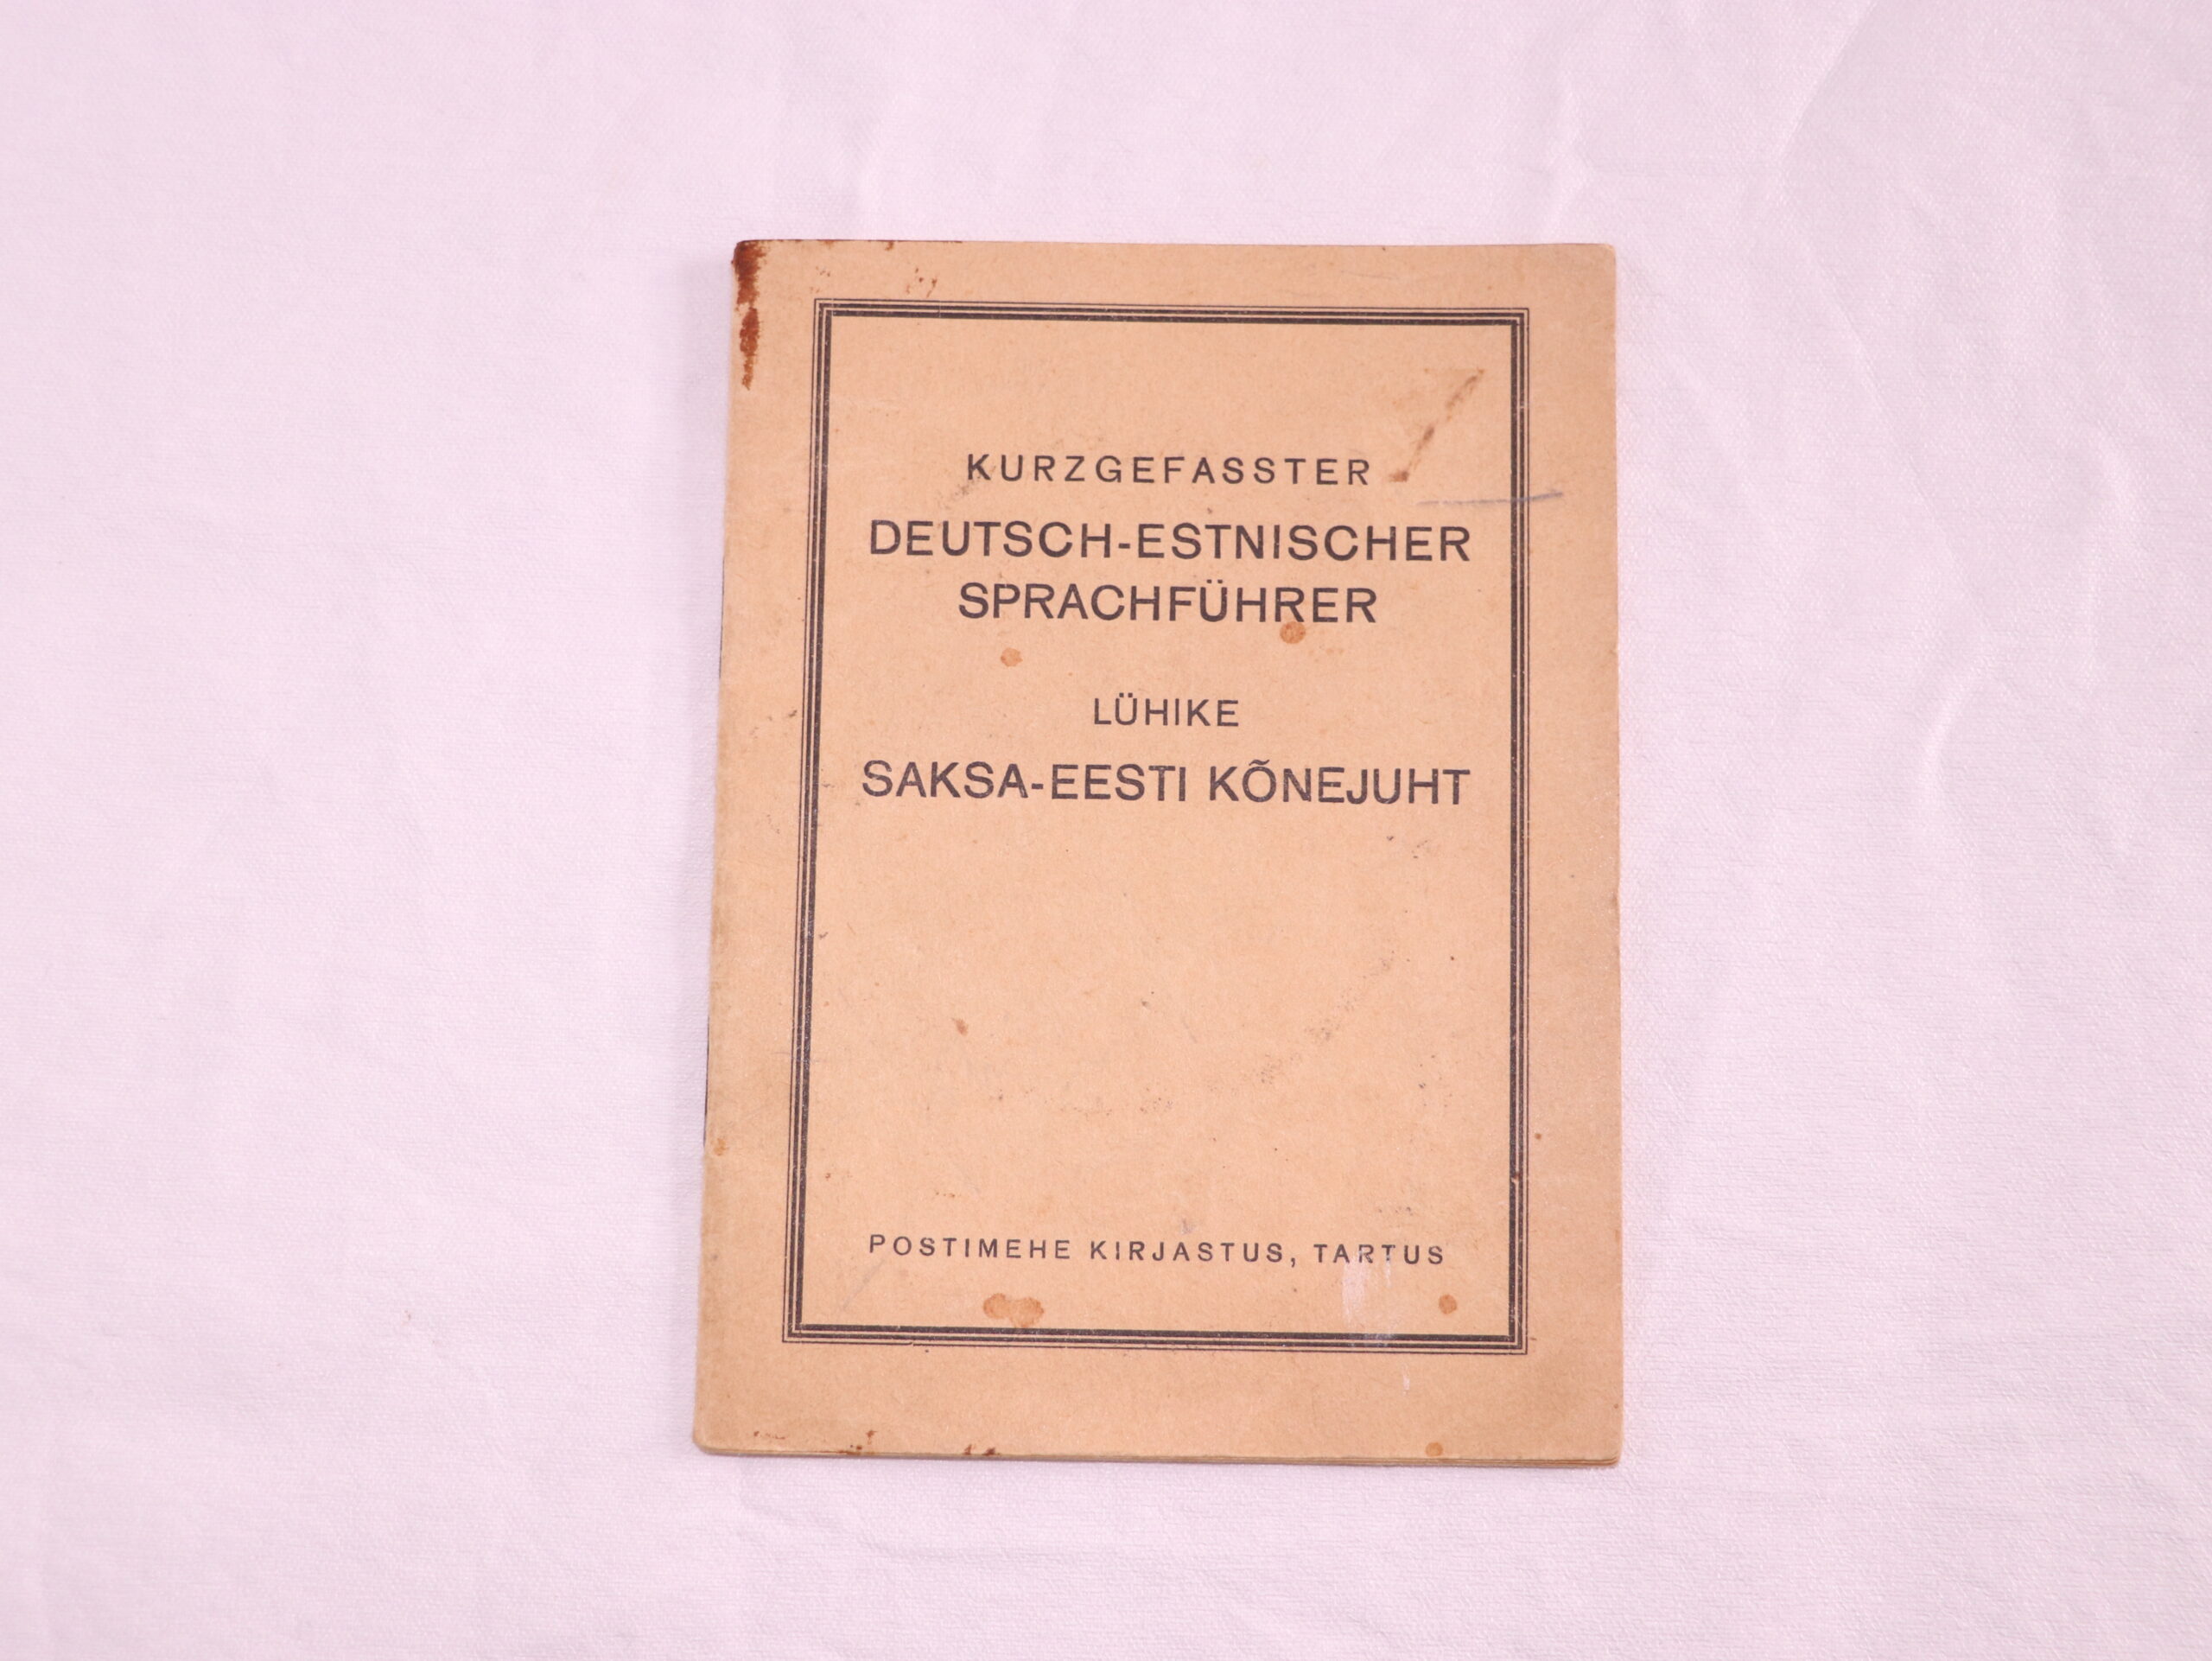 KURZGEFASSTER
DEUTSCH-ESTNISCHER
SPRACHFÜHRER
LÜHIKE
SAKSA-EESTI KÕNEJUHT
POSTIMEHE KIRJASTUS, TARTUS